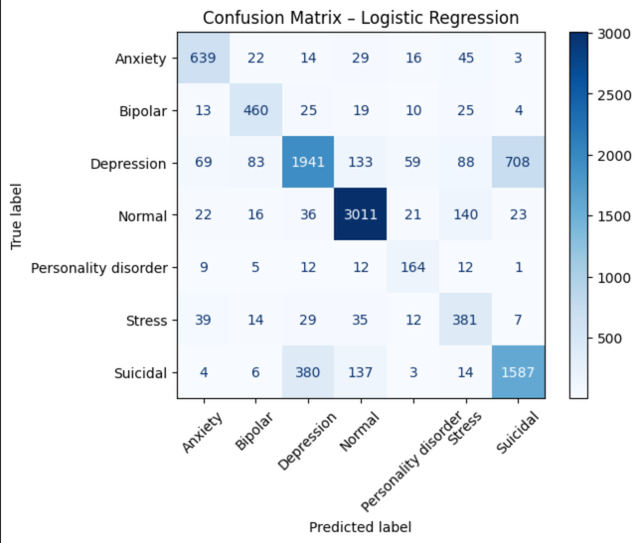 Confusion Matrix – Logistic Regression
True label
Anxiety 639 22 14 29 16 45 3
Bipolar 13 460 25 19 10 25 4
Depression 69 83 1941 133 59 88 708
Normal 22 16 36 3011 21 140 23
Personality disorder 9 5 12 12 164 12 1
Stress 39 14 29 35 12 381 7
Suicidal 4 6 380 137 3 14 1587
Anxiety Bipolar Depression Normal Personality disorder Stress Suicidal
Predicted label
3000
2500
2000
1500
1000
500